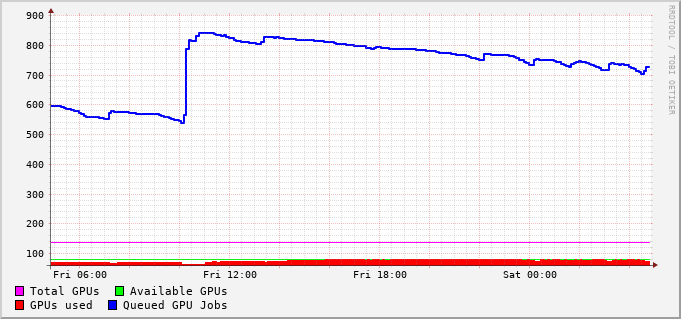 900
800
700
600
500
400
300
200
100
Fri 06:00 Fri 12:00 Fri 18:00 Sat 00:00
Total GPUs Available GPUs
GPUs used Queued GPU Jobs
RRDTOOL / TOBI OETIKER